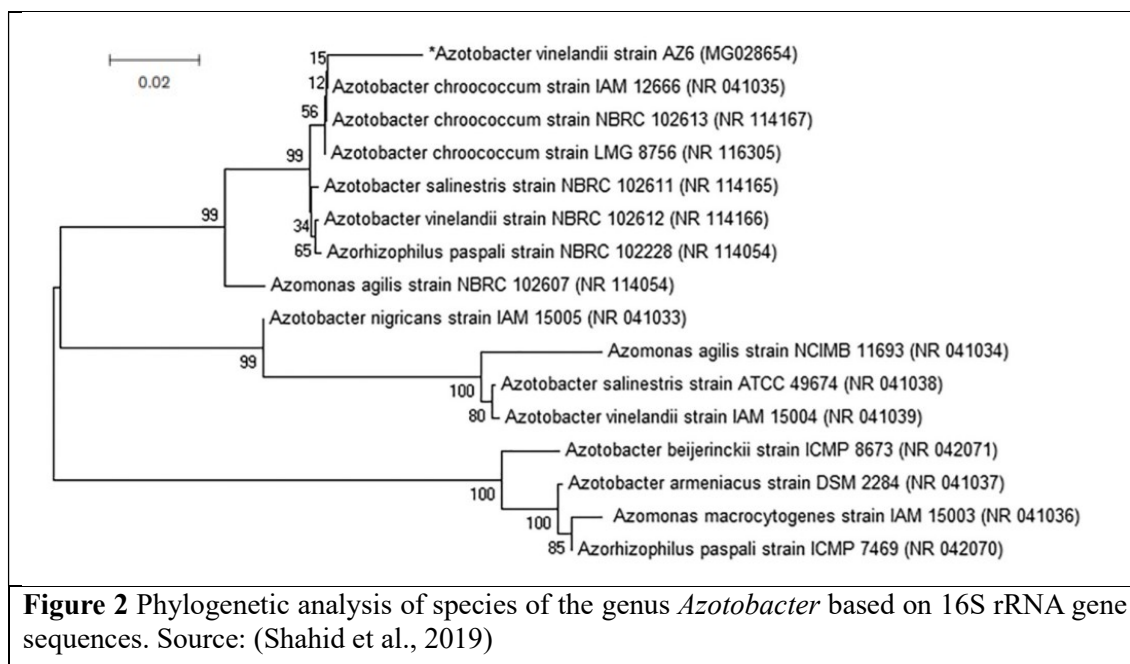 0.02
15
*Azotobacter vinelandii strain AZ6 (MG028654)
12
Azotobacter chroococcum strain IAM 12666 (NR 041035)
56
Azotobacter chroococcum strain NBRC 102613 (NR 114167)
99
Azotobacter chroococcum strain LMG 8756 (NR 116305)
Azotobacter salinestris strain NBRC 102611 (NR 114165)
99
34
Azotobacter vinelandii strain NBRC 102612 (NR 114166)
65
Azorhizophilus paspali strain NBRC 102228 (NR 114054)
Azomonas agilis strain NBRC 102607 (NR 114054)
Azotobacter nigricans strain IAM 15005 (NR 041033)
99
Azomonas agilis strain NCIMB 11693 (NR 041034)
100
Azotobacter salinestris strain ATCC 49674 (NR 041038)
80
Azotobacter vinelandii strain IAM 15004 (NR 041039)
Azotobacter beijerinckii strain ICMP 8673 (NR 042071)
100
Azotobacter armeniacus strain DSM 2284 (NR 041037)
100
Azomonas macrocytogenes strain IAM 15003 (NR 041036)
85
Azorhizophilus paspali strain ICMP 7469 (NR 042070)
Figure 2 Phylogenetic analysis of species of the genus Azotobacter based on 16S rRNA gene
sequences. Source: (Shahid et al., 2019)